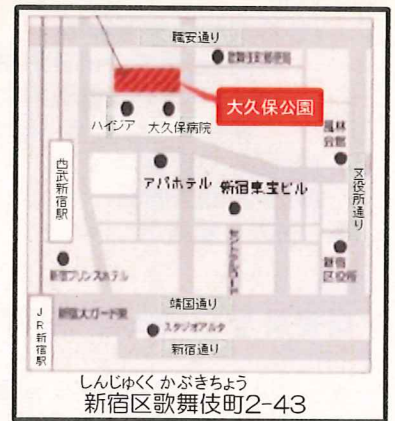 職安通り
歌舞伎町郵便局
大久保公園
ハイジア
大久保病院
風林
会館
西武新宿駅
アパホテル
新宿東宝ビル
区役所通り
セントラルロード
新宿プリンスホテル
新宿
区役所
靖国通り
新宿大ガード東
JR新宿駅
スタジオアルタ
新宿通り
しんじゅくく かぶきちょう
新宿区歌舞伎町2-43